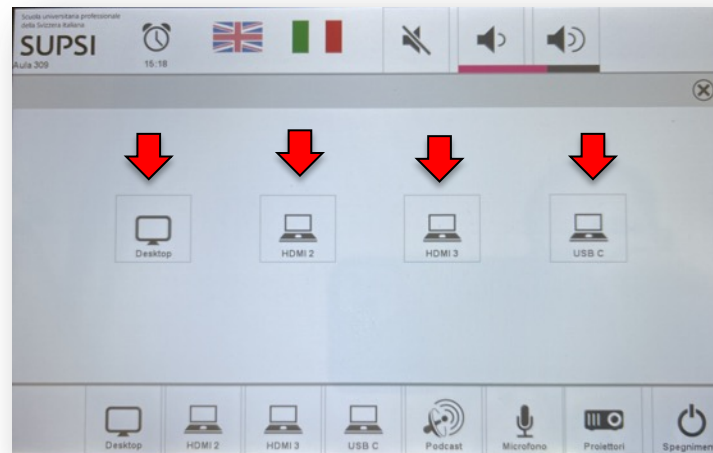 Scuola universitaria professionale
della Svizzera italiana
SUPSI
Aula 309
15:18
Desktop
HDMI 2
HDMI 3
USB C
Desktop
HDMI 2
HDMI 3
USB C
Podcast
Microfono
Proiettori
Spegnimen